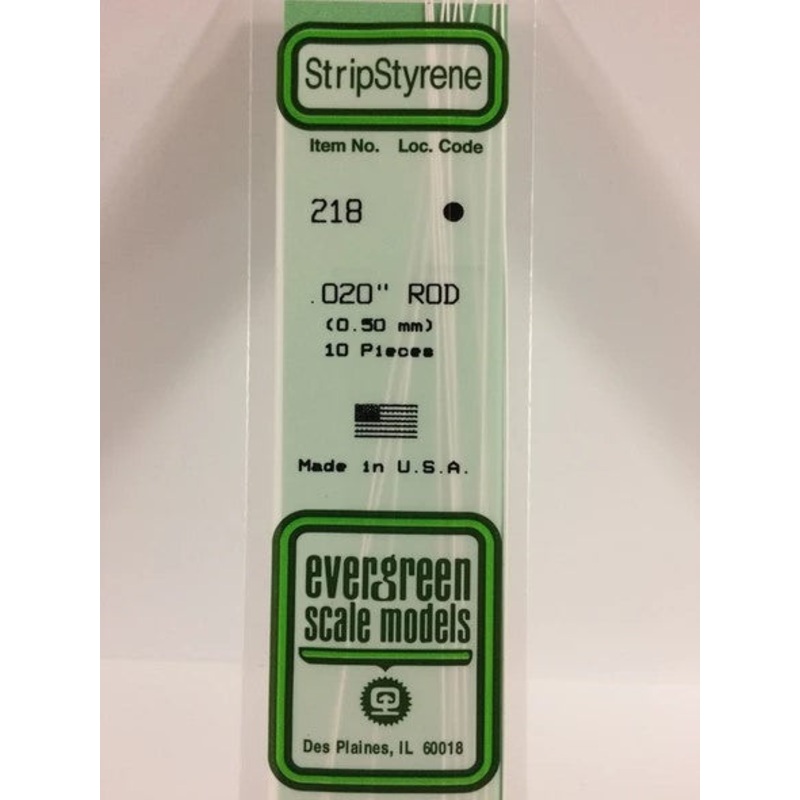 StripStyrene
Item No. Loc. Code
218 ●
.020" ROD
(0.50 mm)
10 Pieces
Made in U.S.A.
evergreen
scale models
Des Plaines, IL 60018